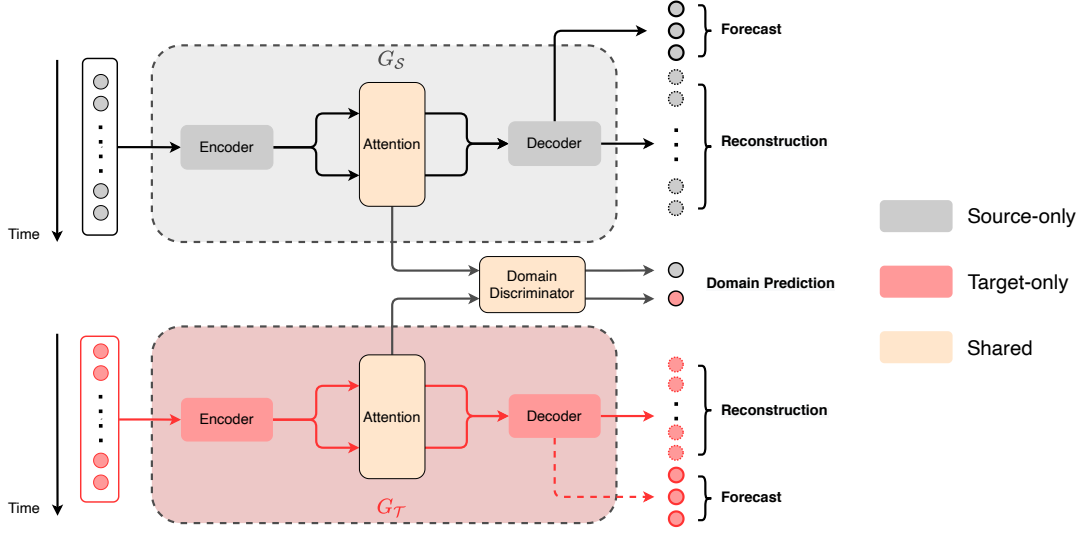 Forecast
G_S
Encoder
Attention
Decoder
Reconstruction
Time
Source-only
Domain
Discriminator
Domain Prediction
Target-only
Shared
Encoder
Attention
Decoder
Reconstruction
Time
G_T
Forecast